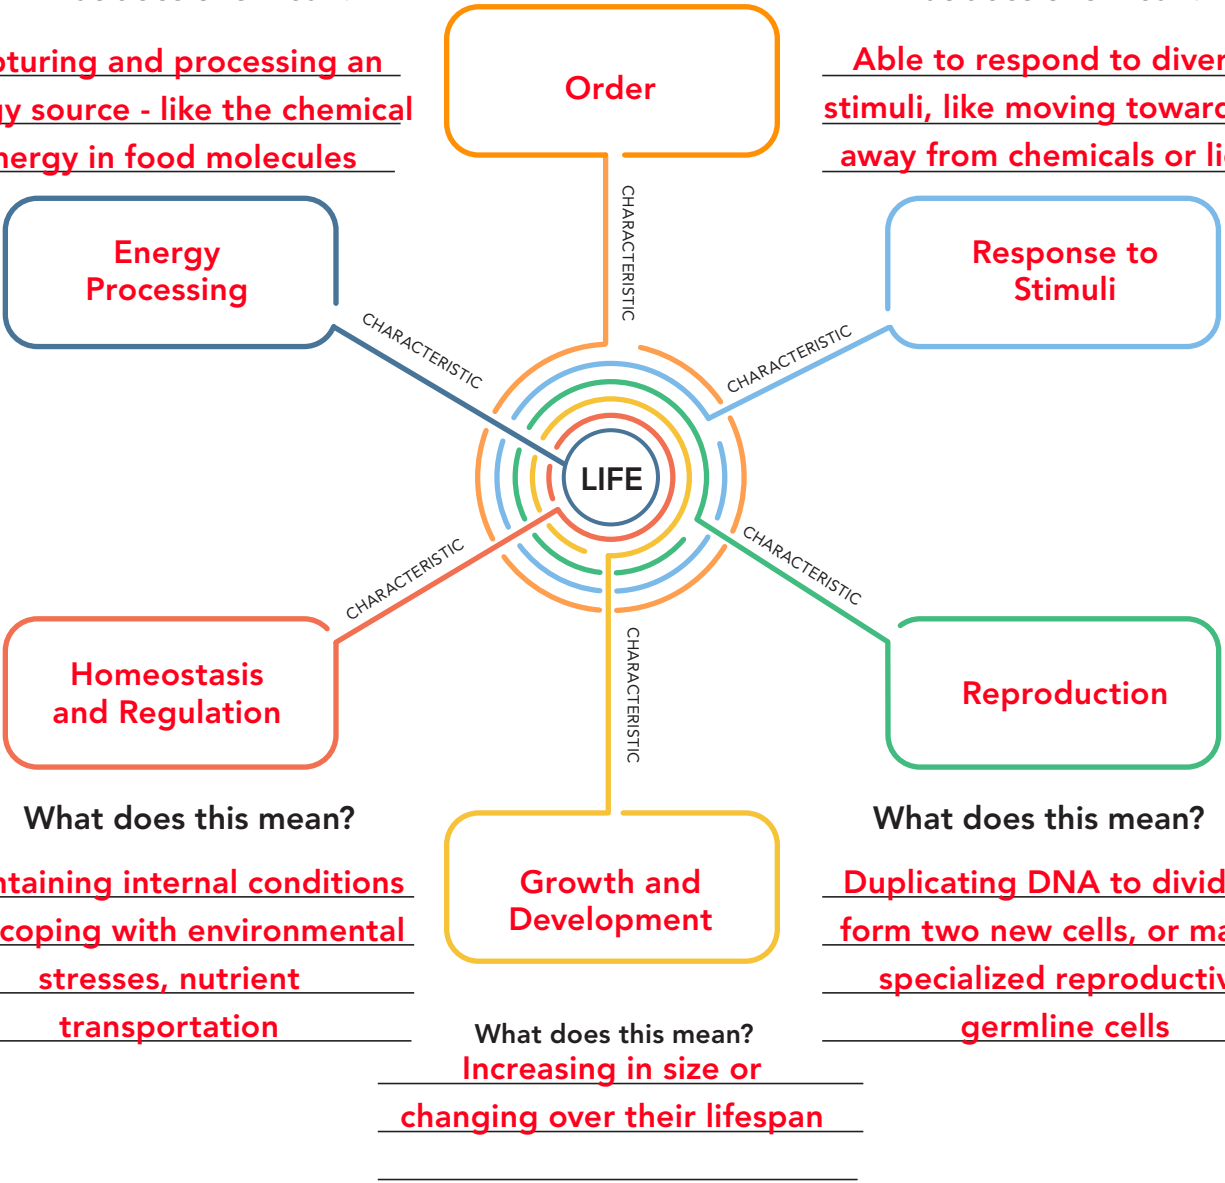 Order
pturing and processing an
gy source - like the chemical
nergy in food molecules
Able to respond to diver
stimuli, like moving toward
away from chemicals or li
Energy
Processing
Response to
Stimuli
CHARACTERISTIC
CHARACTERISTIC
CHARACTERISTIC
LIFE
CHARACTERISTIC
CHARACTERISTIC
CHARACTERISTIC
Homeostasis
and Regulation
Reproduction
What does this mean?
ntaining internal conditions
coping with environmental
stresses, nutrient
transportation
Growth and
Development
What does this mean?
Increasing in size or
changing over their lifespan
What does this mean?
Duplicating DNA to divid
form two new cells, or ma
specialized reproductiv
germline cells